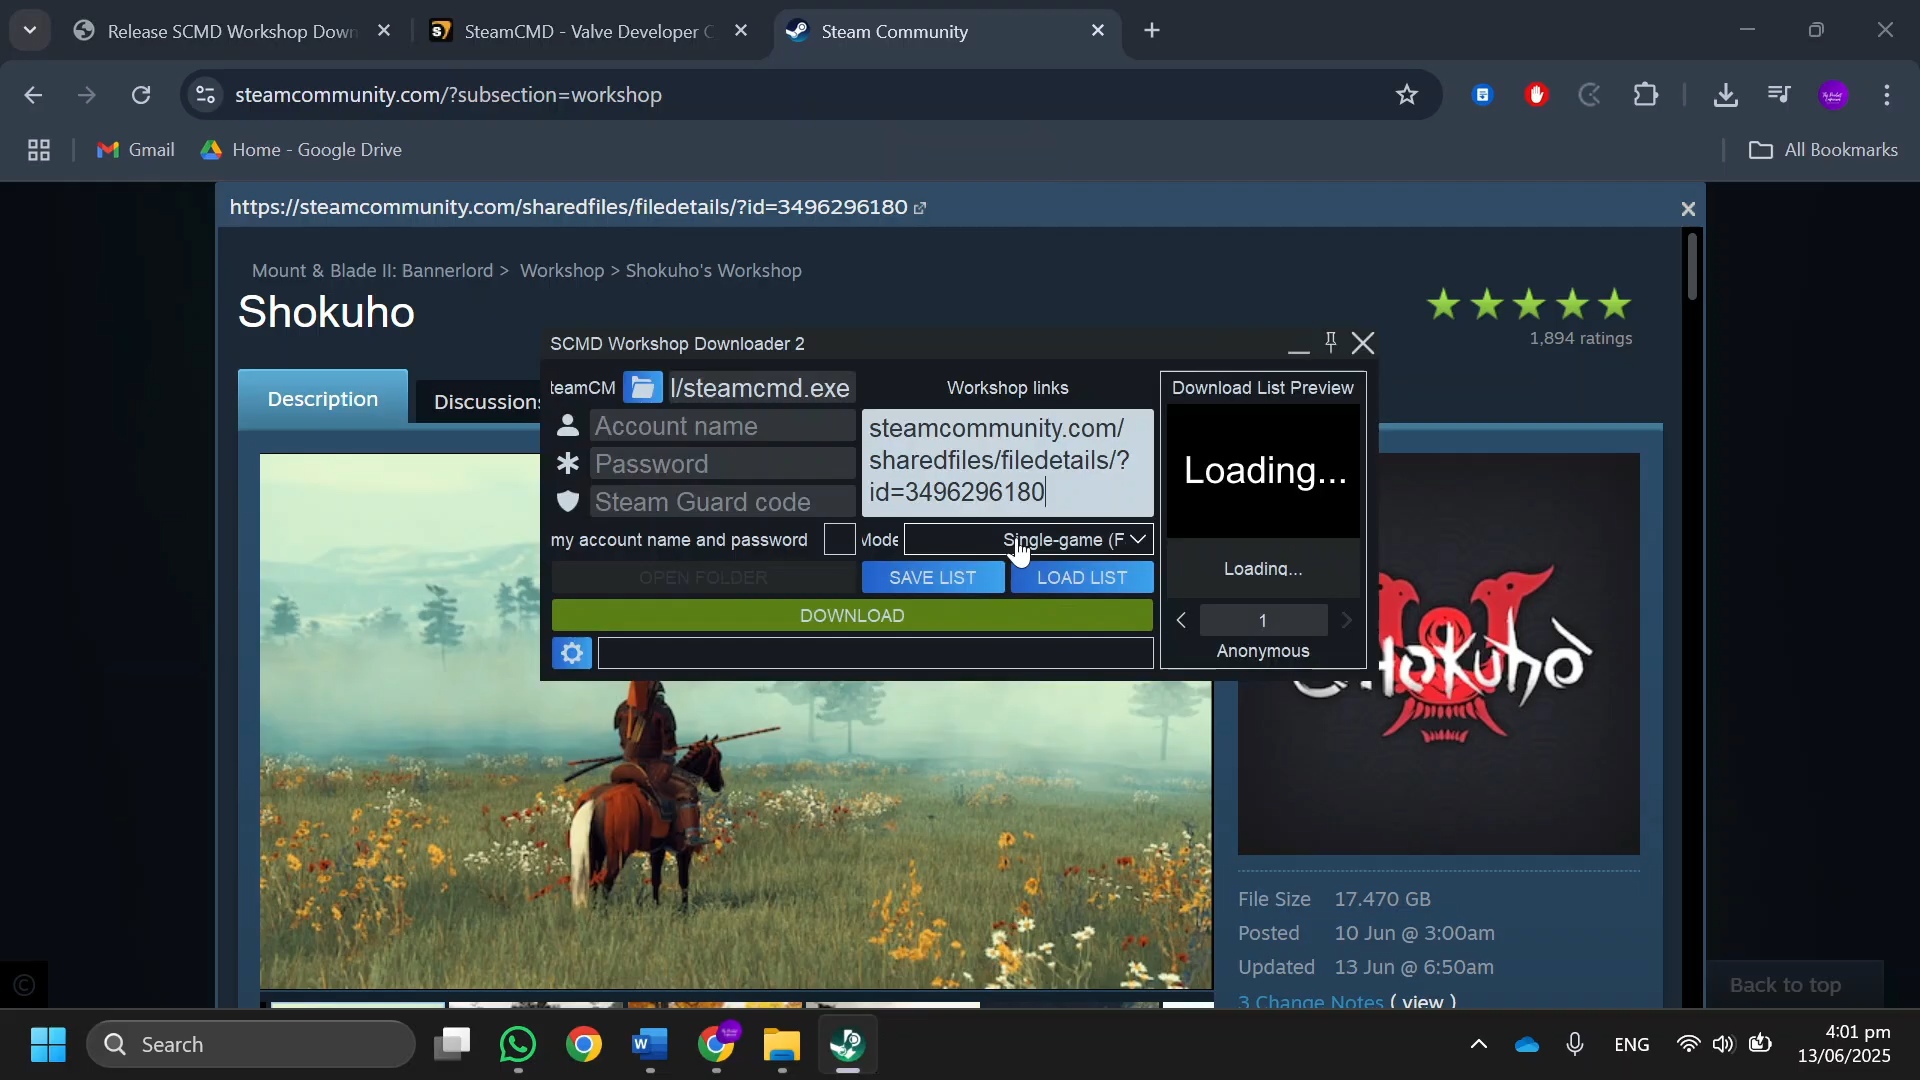 Release SCMD Workshop Down
SteamCMD - Valve Developer C
Steam Community
steamcommunity.com/?subsection=workshop
Gmail
Home - Google Drive
All Bookmarks
https://steamcommunity.com/sharedfiles/filedetails/?id=3496296180
Mount & Blade II: Bannerlord > Workshop > Shokuho's Workshop
Shokuho
1,894 ratings
Description
Discussions
SCMD Workshop Downloader 2
teamCM
l/steamcmd.exe
Workshop links
Download List Preview
Account name
Password
Steam Guard code
steamcommunity.com/
sharedfiles/filedetails/?
id=3496296180
Loading...
my account name and password
Mode
Single-game (F
Loading...
OPEN FOLDER
SAVE LIST
LOAD LIST
DOWNLOAD
1
Anonymous
Shokuho
File Size 17.470 GB
Posted 10 Jun @ 3:00am
Updated 13 Jun @ 6:50am
3 Change Notes ( view )
Back to top
©
Search
ENG
4:01 pm
13/06/2025